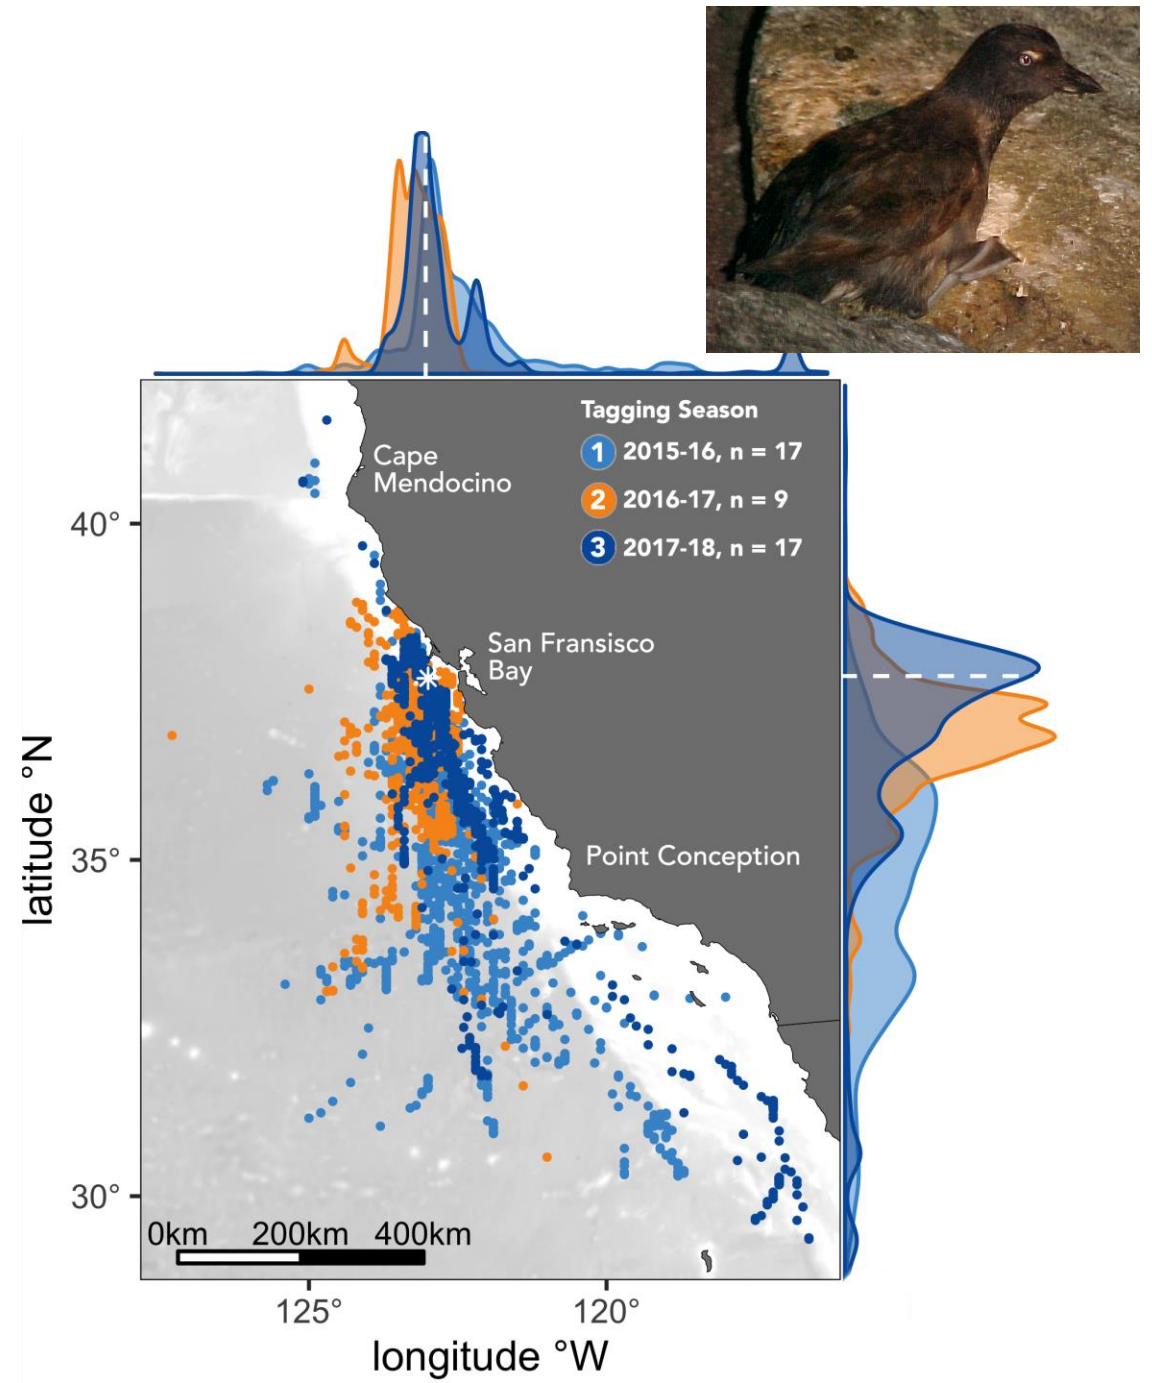 Tagging Season
1 2015-16, n = 17
2 2016-17, n = 9
3 2017-18, n = 17
Cape
Mendocino
San Fransisco
Bay
Point Conception
40°
35°
30°
latitude °N
0km 200km 400km
125° 120°
longitude °W